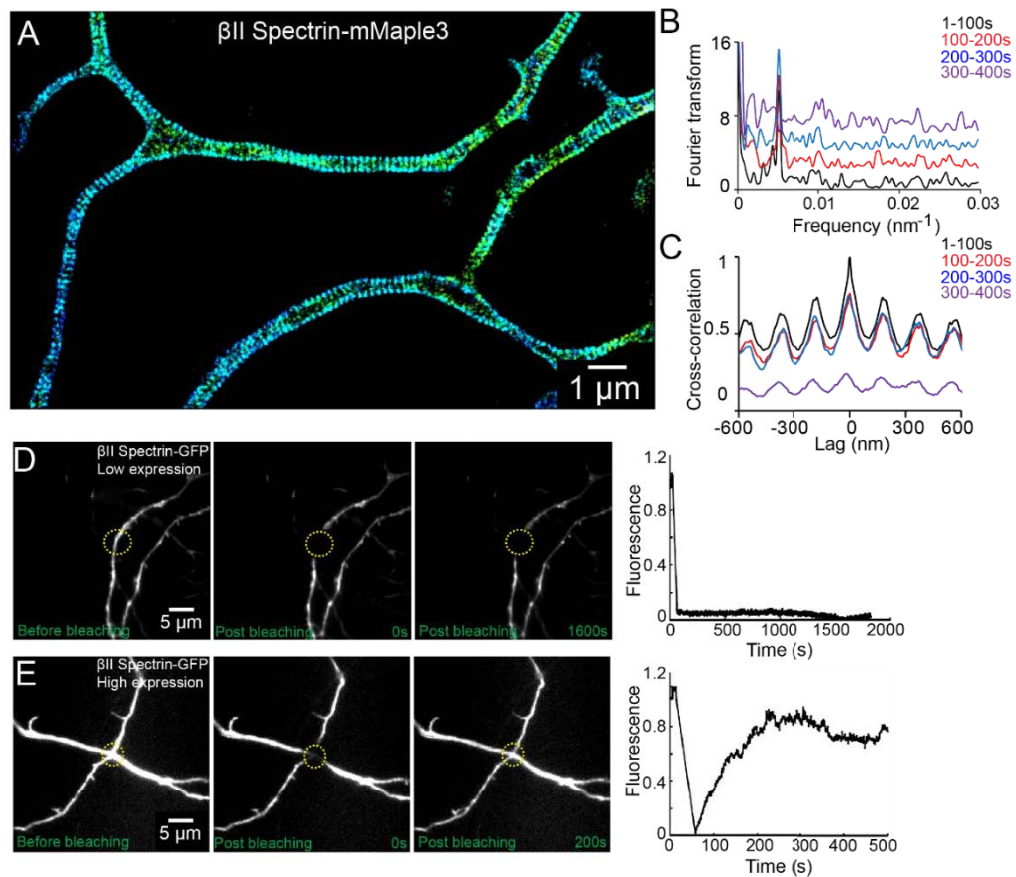 A
βII Spectrin-mMaple3
1 µm
B
1-100s
100-200s
200-300s
300-400s
16
8
0
Fourier transform
0
0.01
0.02
0.03
Frequency (nm-1)
C
1-100s
100-200s
200-300s
300-400s
1
0.5
0
Cross-correlation
-600
-300
0
300
600
Lag (nm)
D
βII Spectrin-GFP
Low expression
Before bleaching
5 µm
Post bleaching
0s
Post bleaching
1600s
1.2
0.8
0.4
0
Fluorescence
0
500
1000
1500
2000
Time (s)
E
βII Spectrin-GFP
High expression
5 µm
Before bleaching
Post bleaching
0s
Post bleaching
200s
1.2
0.8
0.4
0
Fluorescence
0
100
200
300
400
500
Time (s)